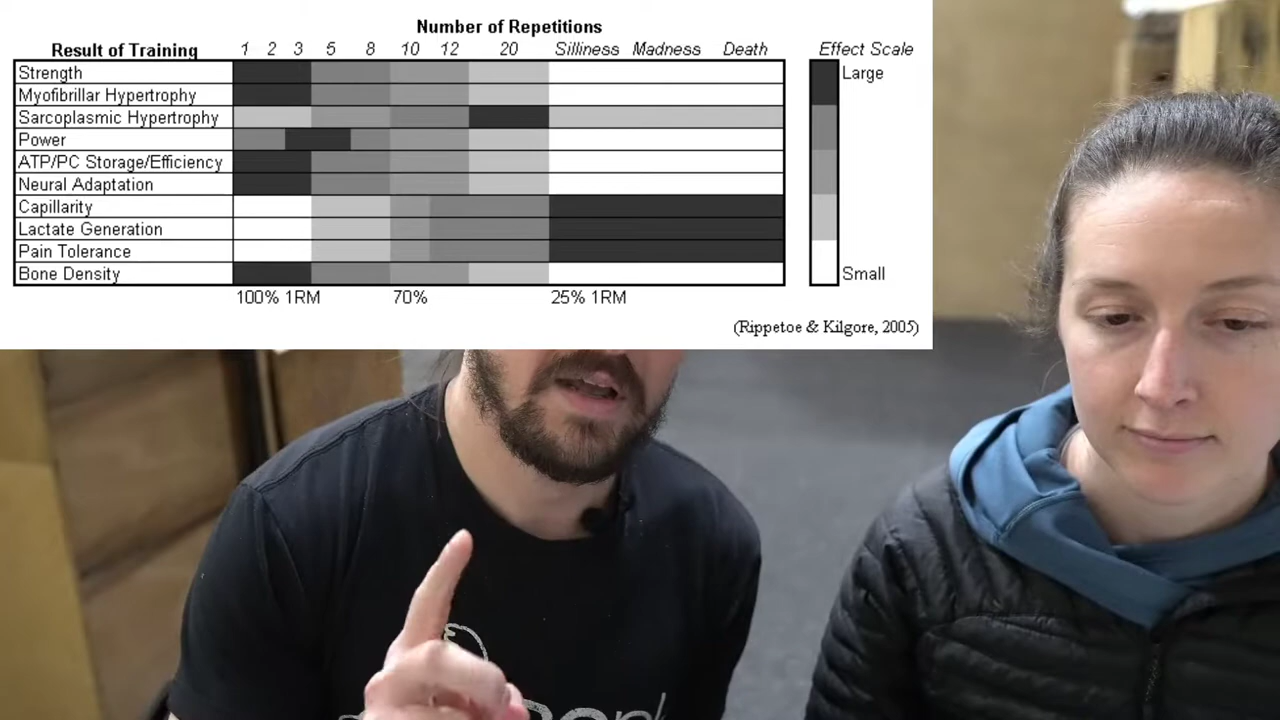 Number of Repetitions
Result of Training 1 2 3 5 8 10 12 20 Silliness Madness Death Effect Scale
Strength Large
Myofibrillar Hypertrophy
Sarcoplasmic Hypertrophy
Power
ATP/PC Storage/Efficiency
Neural Adaptation
Capillarity
Lactate Generation
Pain Tolerance
Bone Density Small
100% 1RM 70% 25% 1RM
(Rippetoe & Kilgore, 2005)